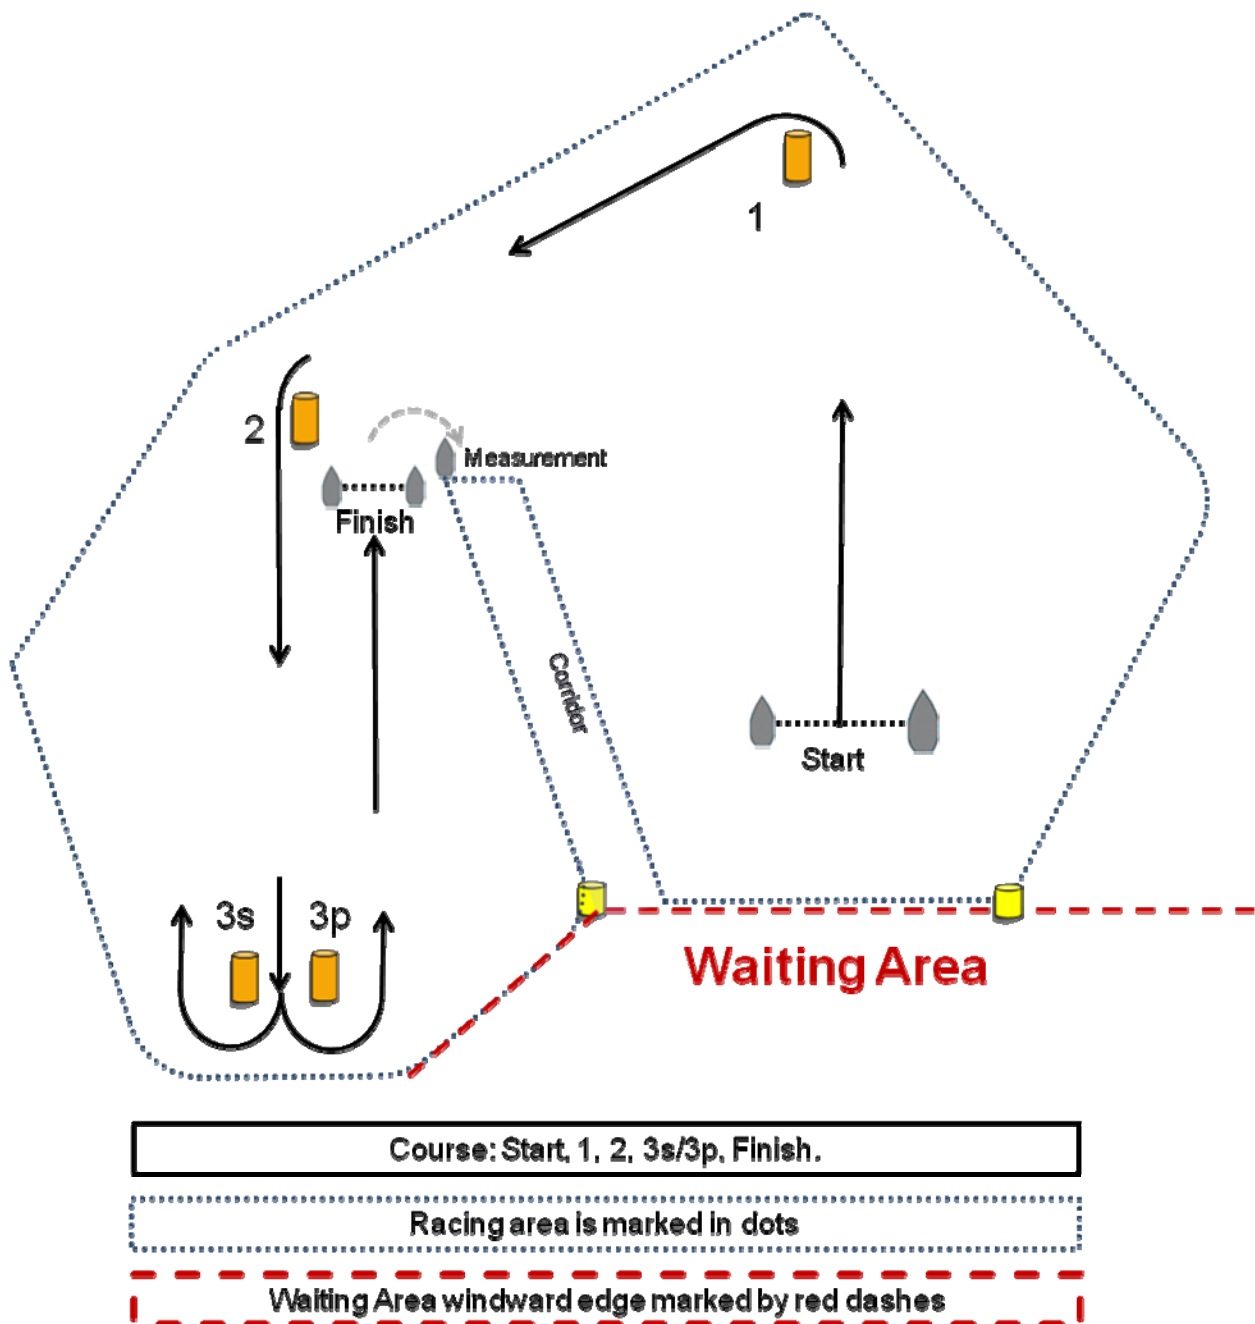 1
2
Measurement
Finish
Corridor
Start
3s
3p
Waiting Area
Course: Start, 1, 2, 3s/3p, Finish.
Racing area is marked in dots
Waiting Area windward edge marked by red dashes